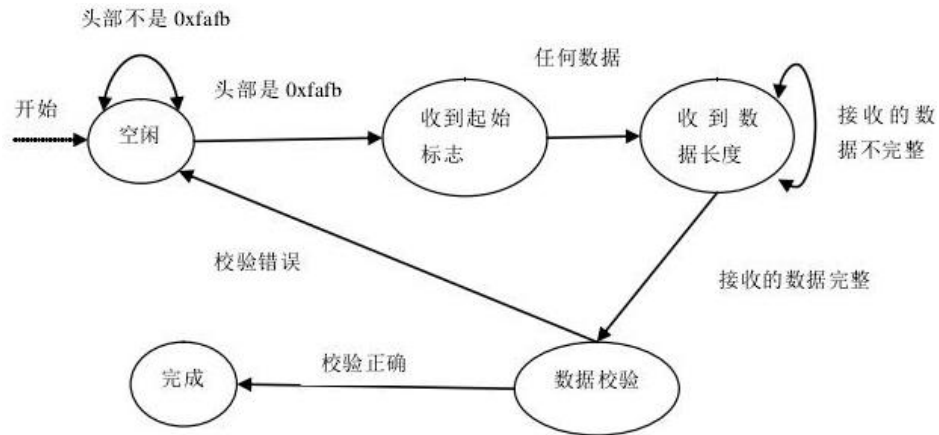 头部不是 0xfafb
任何数据
头部是 0xfafb
开始
空闲
收到起始
标志
收 到 数
据长度
接收的数
据不完整
校验错误
接收的数据完整
校验正确
完成
数据校验